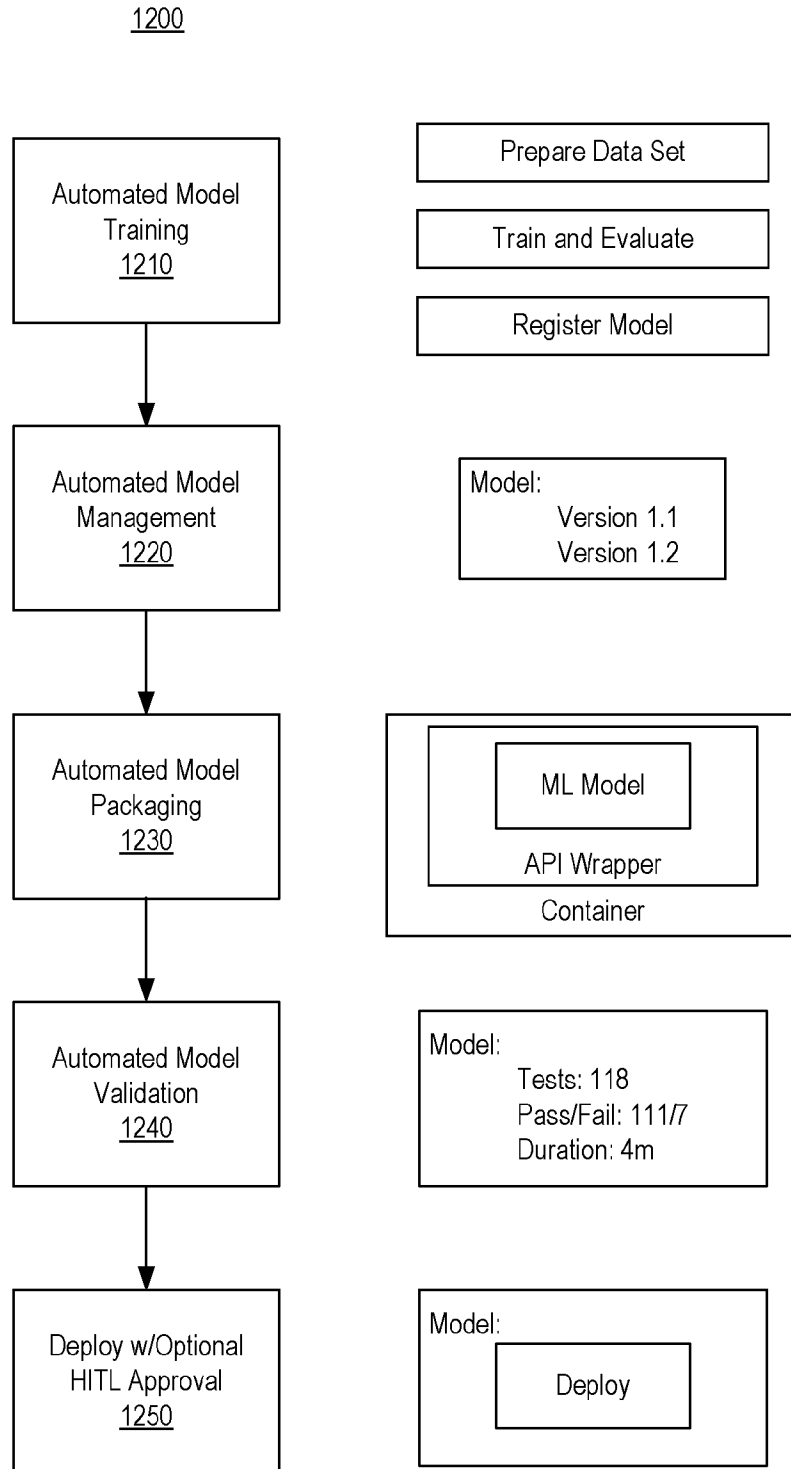 1200
Automated Model
Training
1210
Prepare Data Set
Train and Evaluate
Register Model
Automated Model
Management
1220
Model:
Version 1.1
Version 1.2
Automated Model
Packaging
1230
ML Model
API Wrapper
Container
Automated Model
Validation
1240
Model:
Tests: 118
Pass/Fail: 111/7
Duration: 4m
Deploy w/Optional
HITL Approval
1250
Model:
Deploy